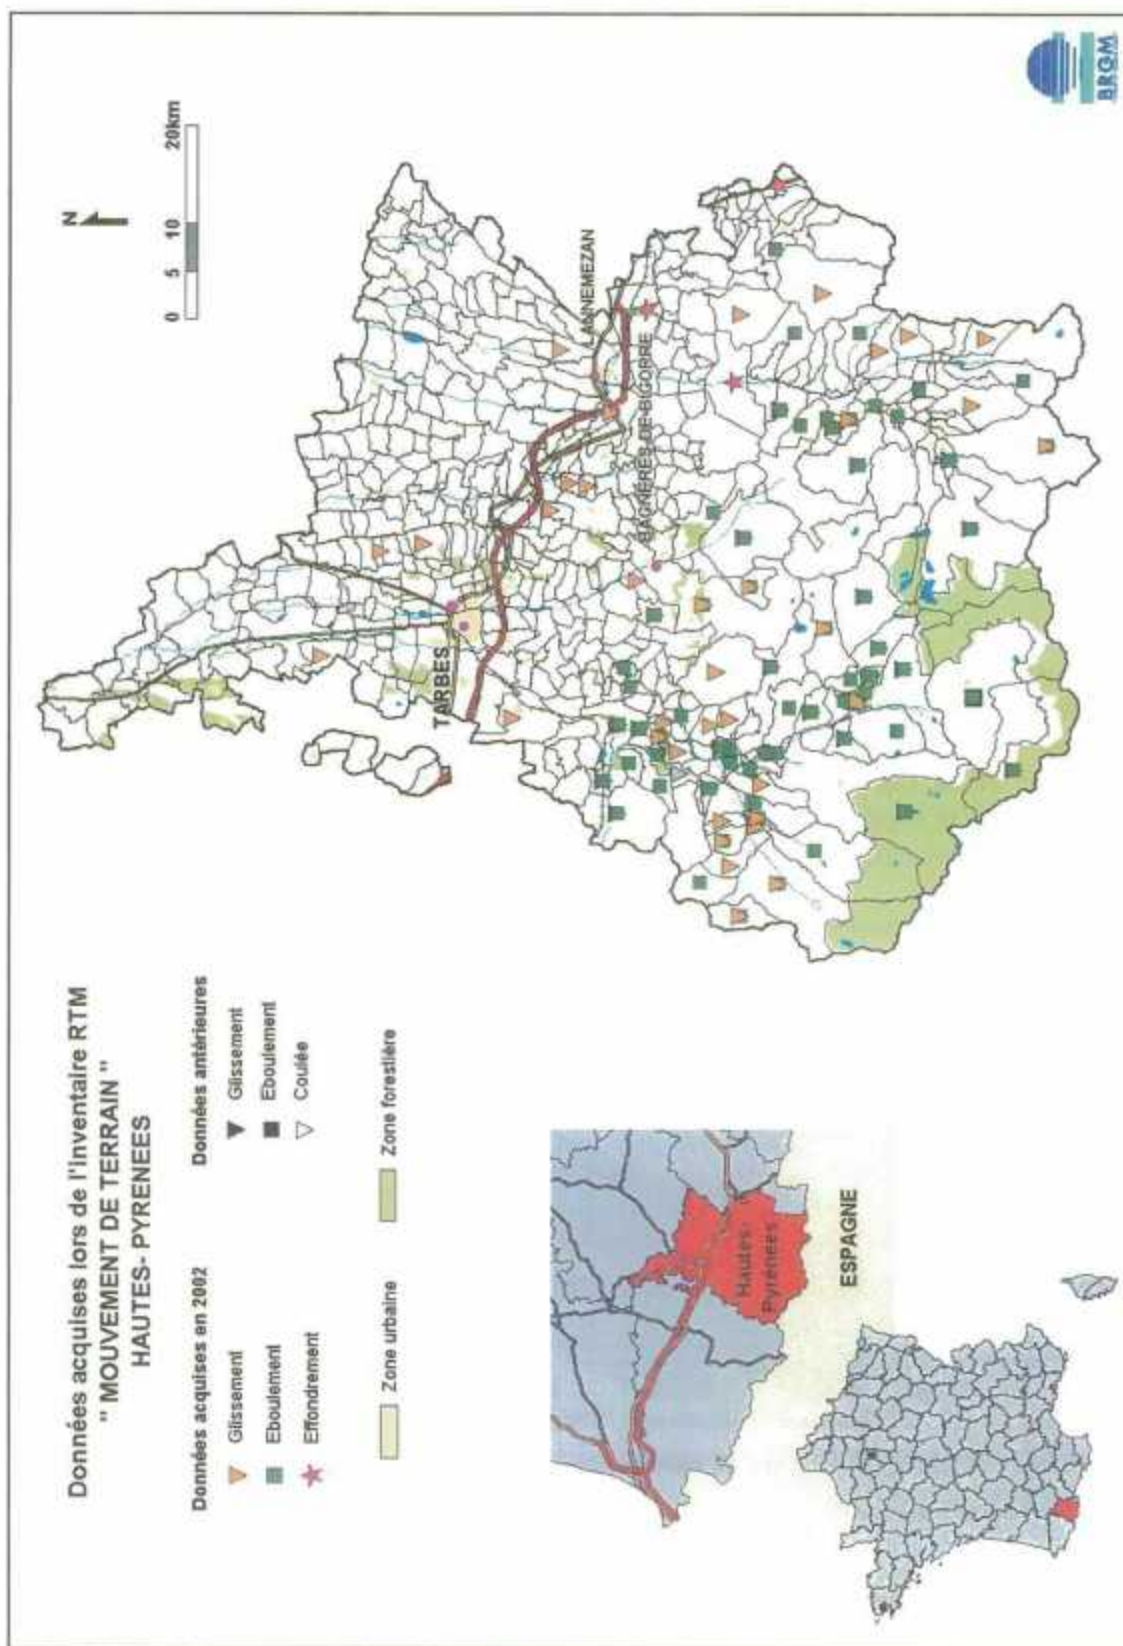 Données acquises lors de l'inventaire RTM
" MOUVEMENT DE TERRAIN "
HAUTES- PYRENEES
Données acquises en 2002
Glissement
Eboulement
Effondrement
Données antérieures
Glissement
Eboulement
Coulée
Zone urbaine
Zone forestière
N
0 5 10 20km
TARBES
LANNEMEZAN
BAGNÈRES-DE-BIGORRE
Hautes-
Pyrénées
ESPAGNE
BRGM